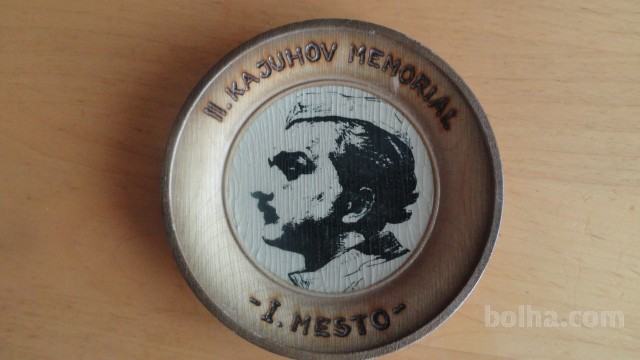 II. KAJUHOV MEMORIAL
- I. MESTO -
bolha.com